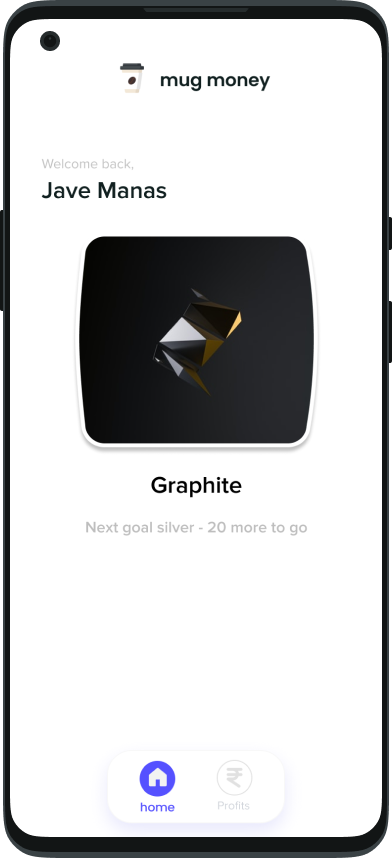 mug money
Welcome back,
Jave Manas
Graphite
Next goal silver - 20 more to go
home
₹
Profits